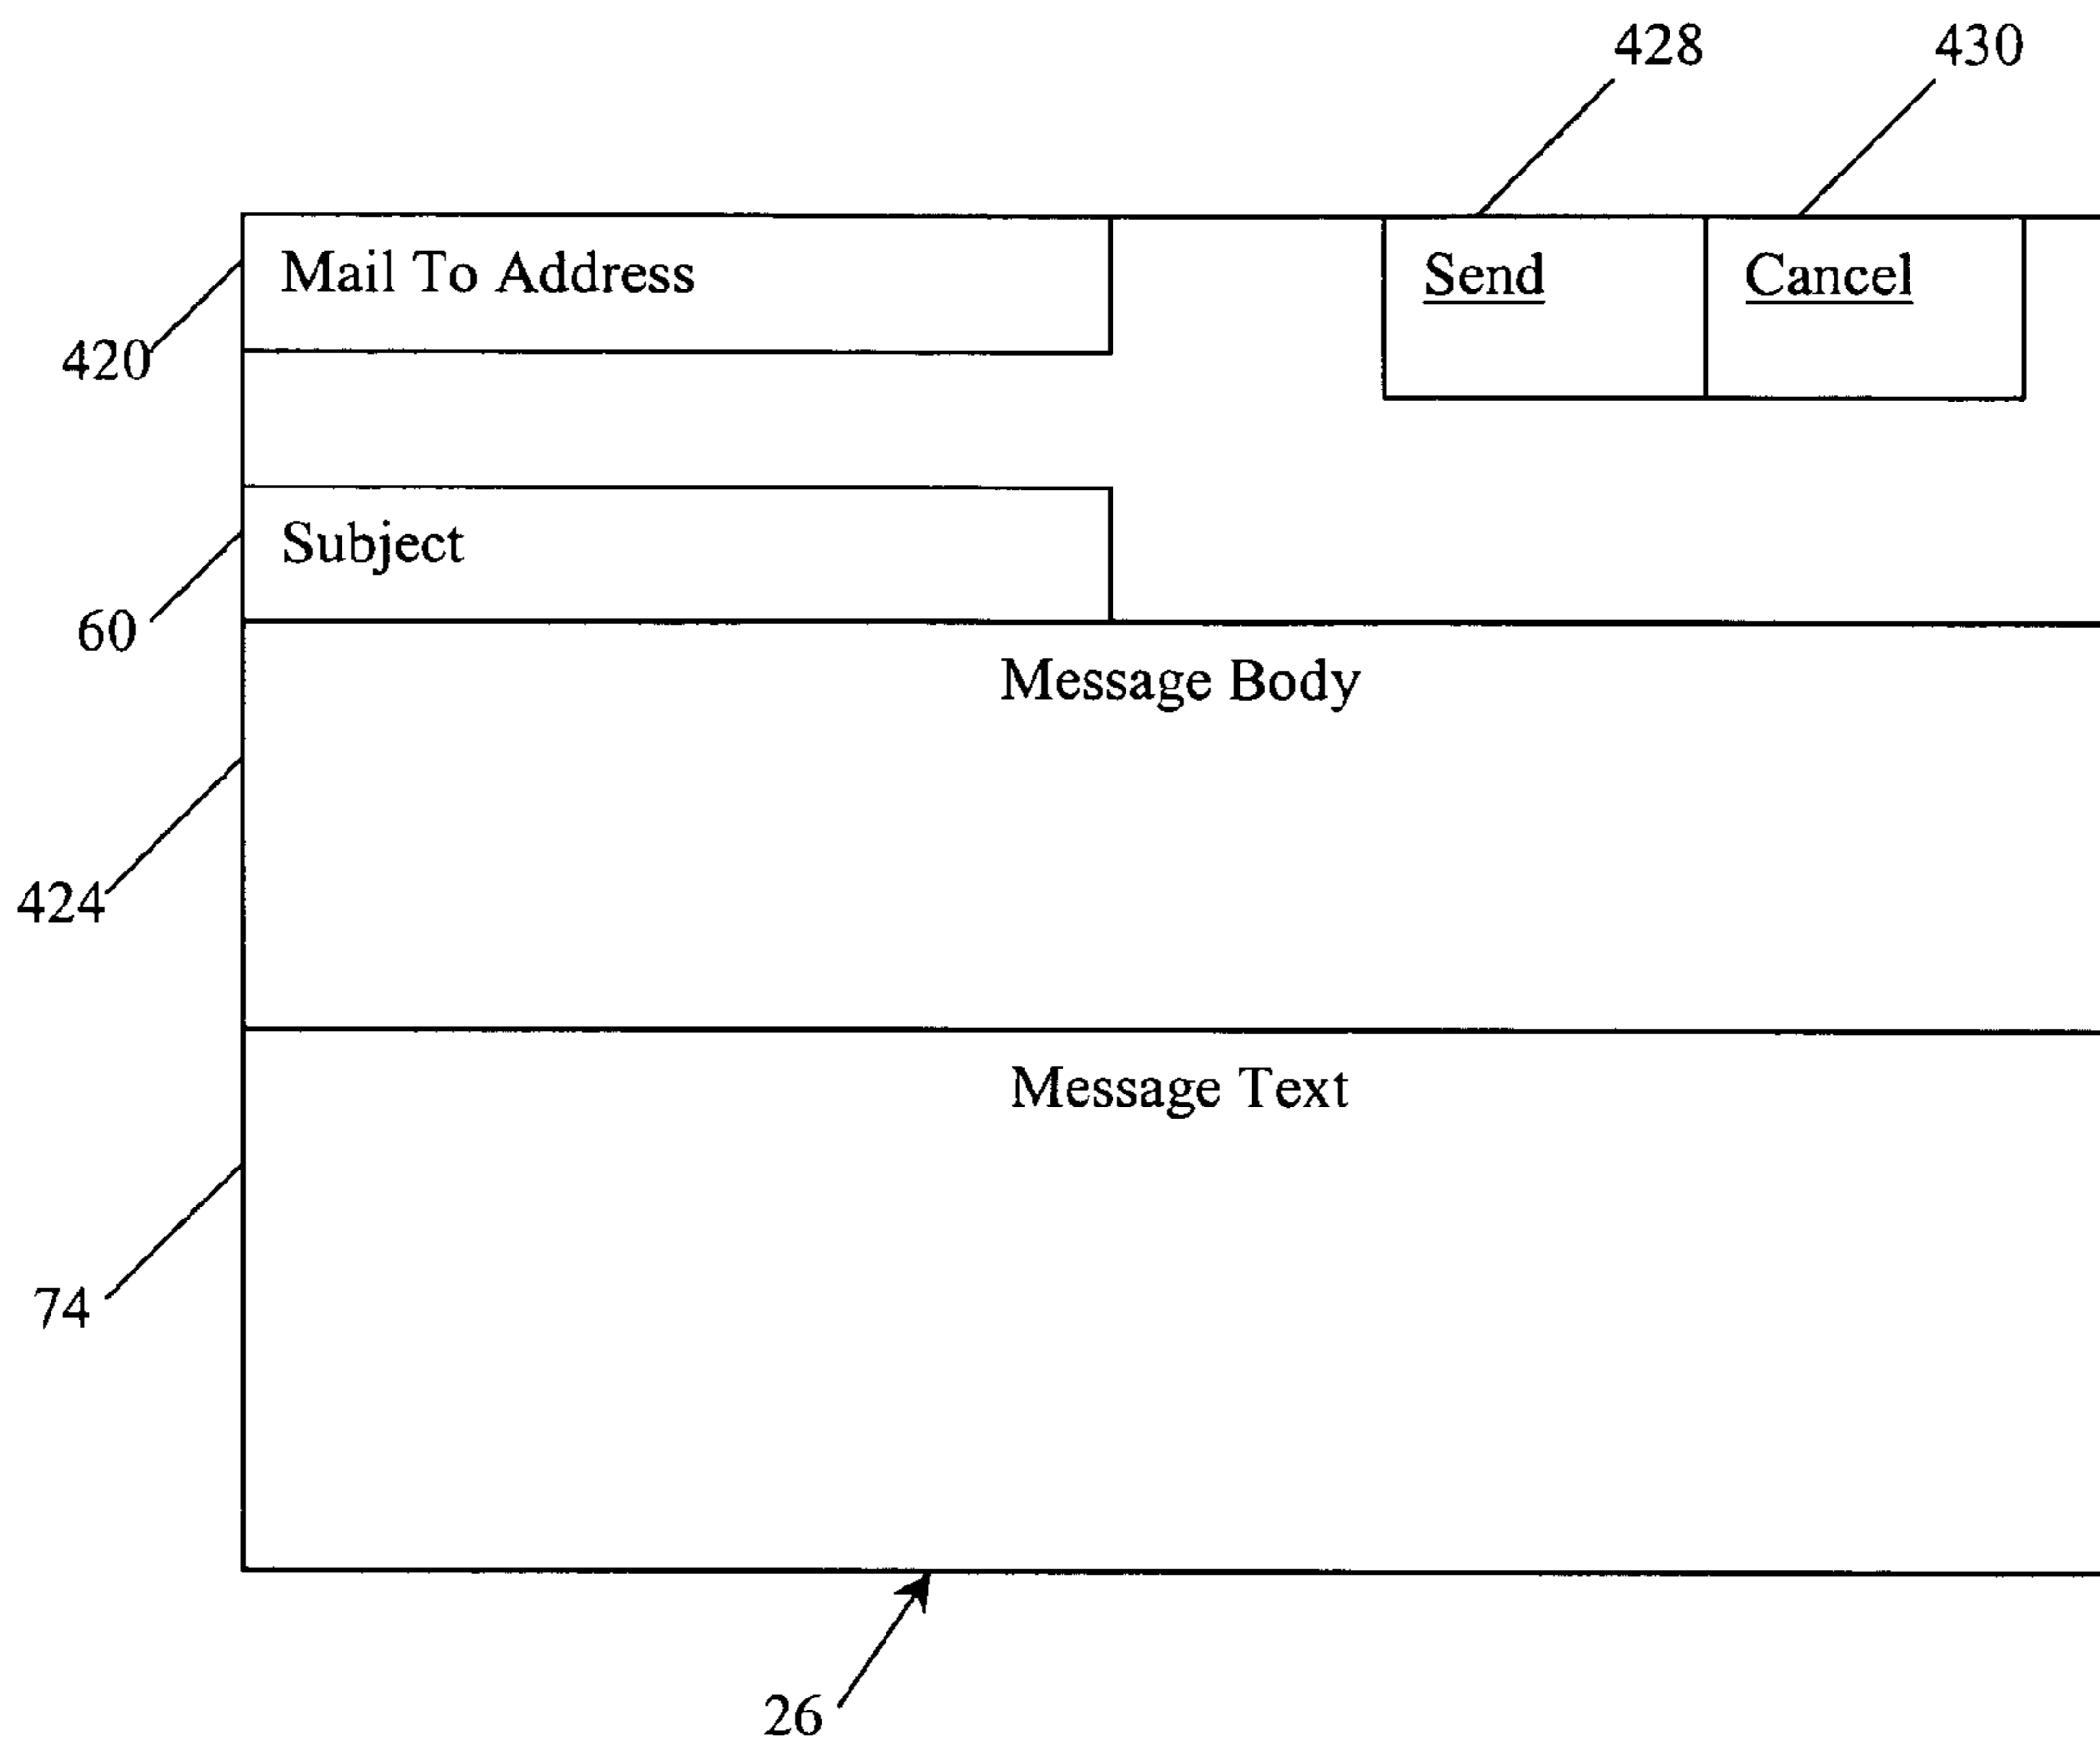 428 430
Mail To Address Send Cancel
420
Subject
60
Message Body
424
Message Text
74
26